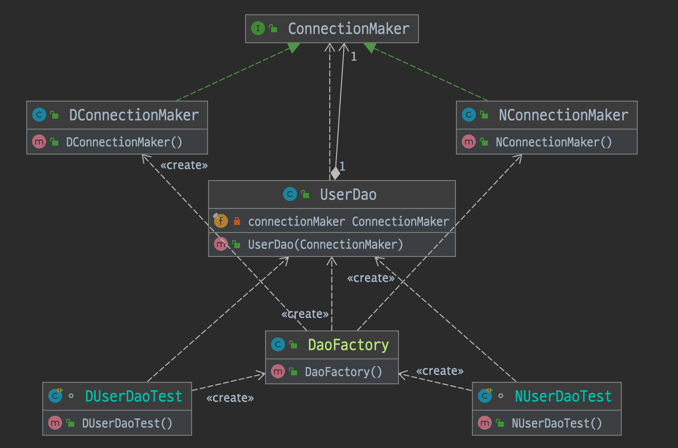 ConnectionMaker
1
DConnectionMaker
DConnectionMaker()
NConnectionMaker
NConnectionMaker()
«create»
1
UserDao
connectionMaker ConnectionMaker
UserDao(ConnectionMaker)
«create»
«create»
DaoFactory
DaoFactory()
«create»
«create»
DUserDaoTest
DUserDaoTest()
NUserDaoTest
NUserDaoTest()